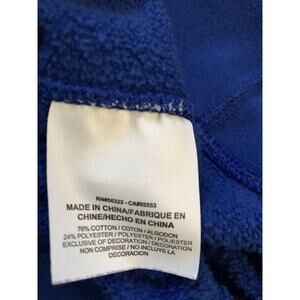 RN#56323 - CA#05553
MADE IN CHINA/FABRIQUE EN
CHINE/HECHO EN CHINA
76% COTTON / COTON / ALGODON
24% POLYESTER / POLYESTER / POLIESTER
EXCLUSIVE OF DECORATION / DECORATION
NON COMPRISE / NO INCLUYE LA
DECORACION